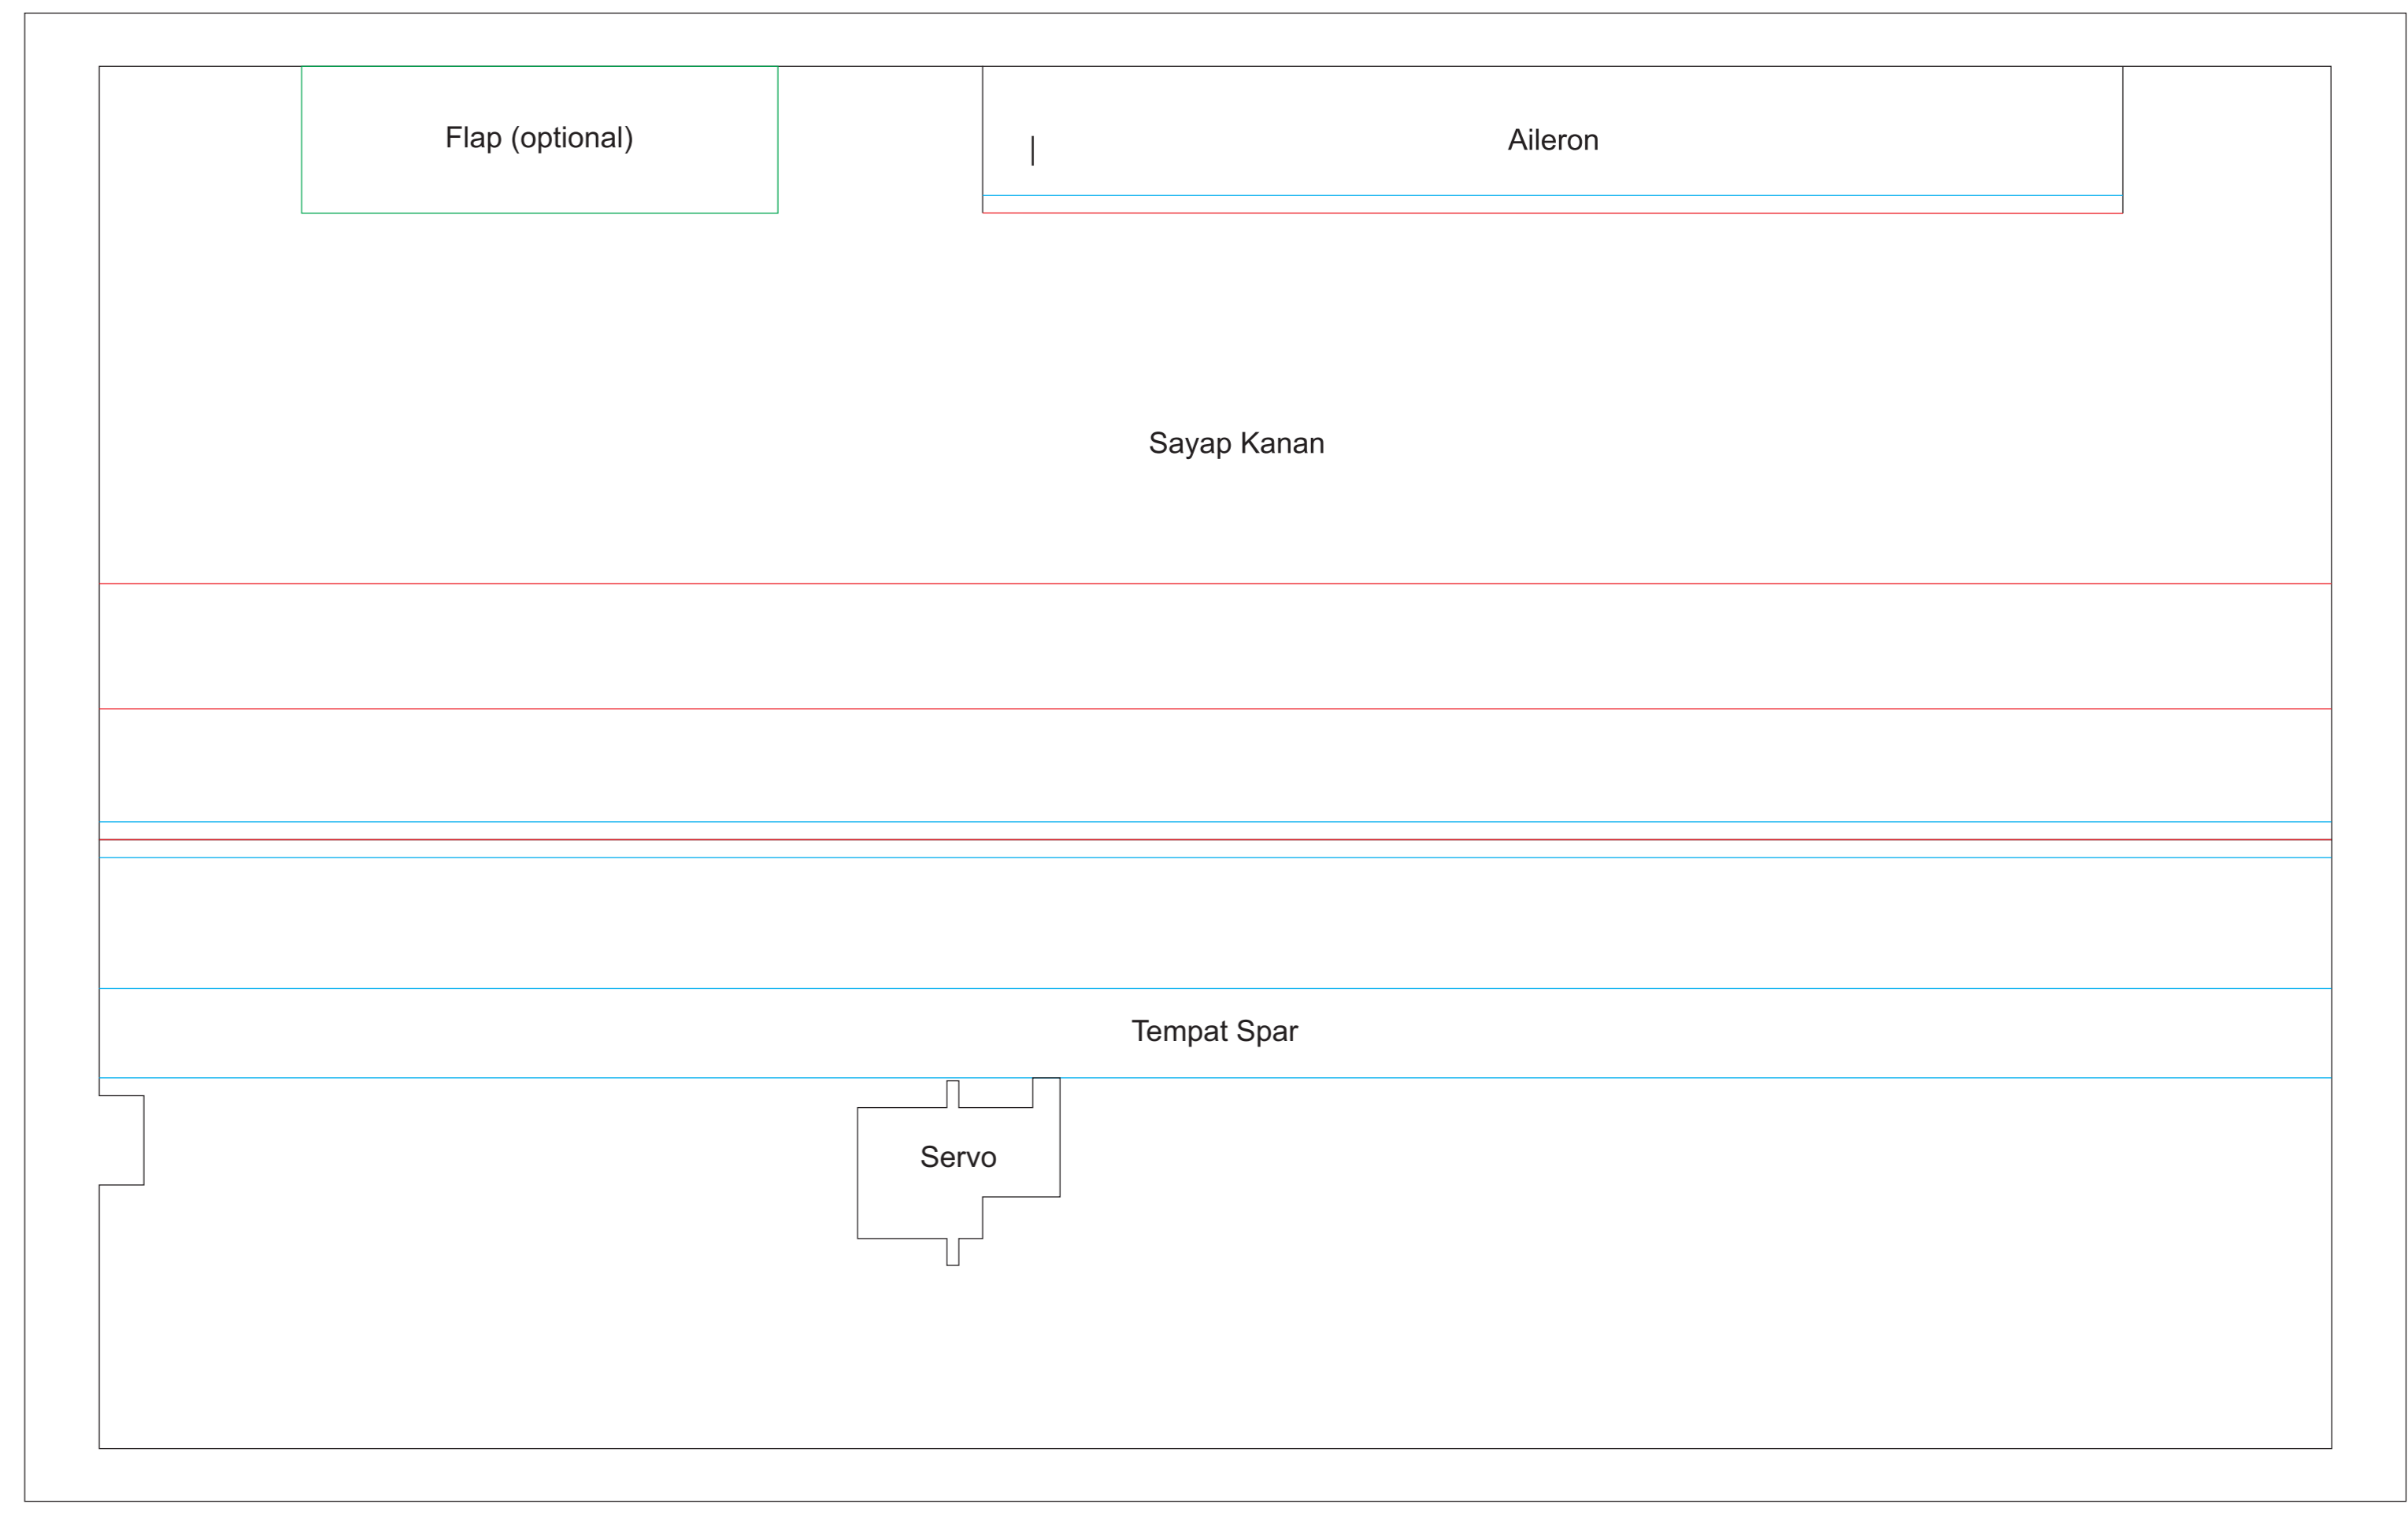 Flap (optional)
Aileron
Sayap Kanan
Tempat Spar
Servo